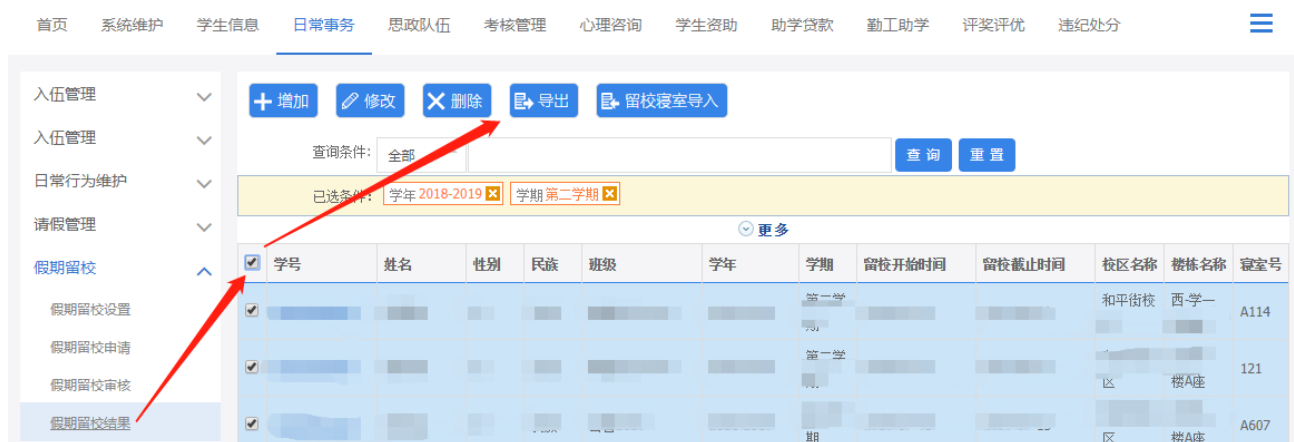 首页 系统维护 学生信息 日常事务 思政队伍 考核管理 心理咨询 学生资助 助学贷款 勤工助学 评奖评优 违纪处分
入伍管理
入伍管理
日常行为维护
请假管理
假期留校
假期留校设置
假期留校申请
假期留校审核
假期留校结果
增加 修改 删除 导出 留校寝室导入
查询条件: 全部 查询 重置
已选条件: 学年 2018-2019 学期 第二学期
更多
学号 姓名 性别 民族 班级 学年 学期 留校开始时间 留校截止时间 校区名称 楼栋名称 寝室号
第二学 和平街校 西-学一
A114
第二学
121
区 楼A座
A607
期 区 楼A座